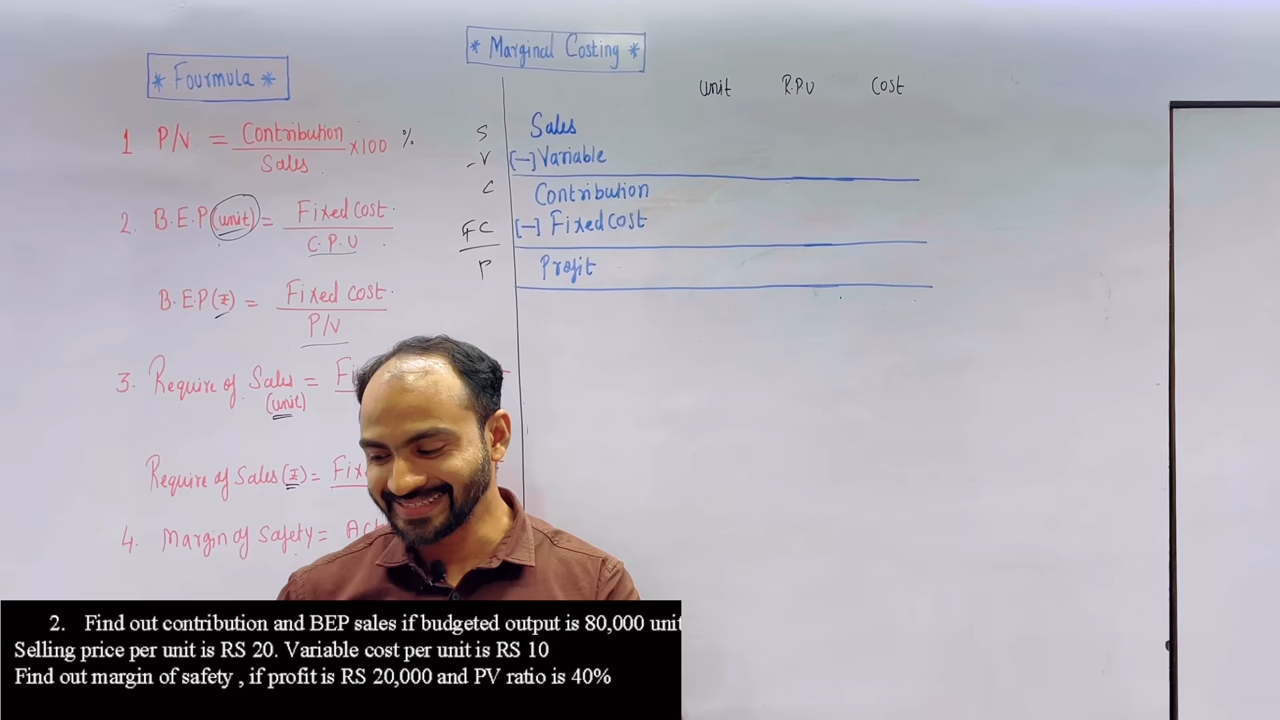 * Marginal Costing *
* Fourmula *
unit R.P.U Cost
1 P/V = Contribution / Sales ×100 %
2. B.E.P (unit) = Fixed cost. / C.P.U
B.E.P (₹) = Fixed cost. / P/V
3. Require of Sales (unit) =
Require of Sales (₹) =
4. Margin of Safety =
S Sales
-V [-] Variable
C Contribution
FC [-] Fixed cost
P Profit
2. Find out contribution and BEP sales if budgeted output is 80,000 unit
Selling price per unit is RS 20. Variable cost per unit is RS 10
Find out margin of safety , if profit is RS 20,000 and PV ratio is 40%